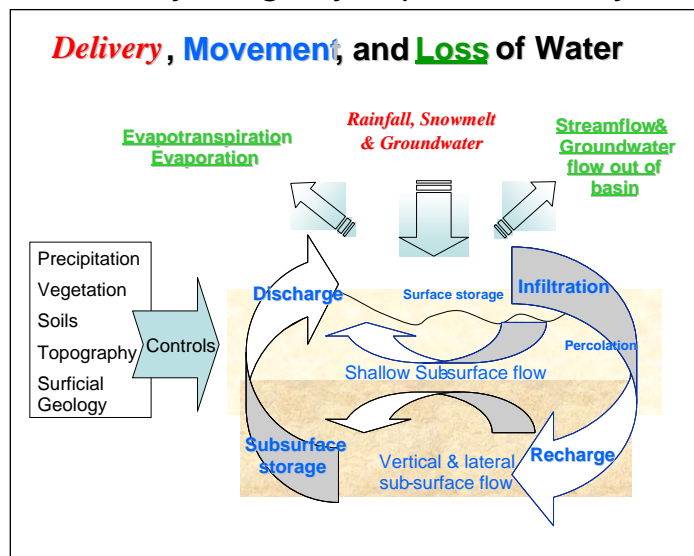 Delivery, Movement, and Loss of Water
Evapotranspiration
Evaporation
Rainfall, Snowmelt
& Groundwater
Streamflow&
Groundwater
flow out of
basin
Precipitation
Vegetation
Soils
Topography
Surficial
Geology
Controls
Discharge
Surface storage
Infiltration
Percolation
Shallow Subsurface flow
Subsurface
storage
Vertical & lateral
sub-surface flow
Recharge